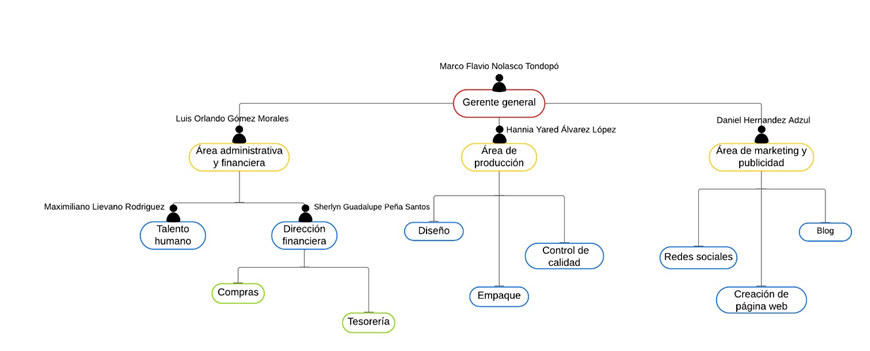 Marco Flavio Nolasco Tondopó
Gerente general
Luis Orlando Gómez Morales
Área administrativa
y financiera
Hannia Yared Álvarez López
Área de
producción
Daniel Hernandez Adzul
Área de marketing y
publicidad
Maximiliano Lievano Rodriguez
Talento
humano
Sherlyn Guadalupe Peña Santos
Dirección
financiera
Diseño
Control de
calidad
Empaque
Redes sociales
Blog
Creación de
página web
Compras
Tesorería